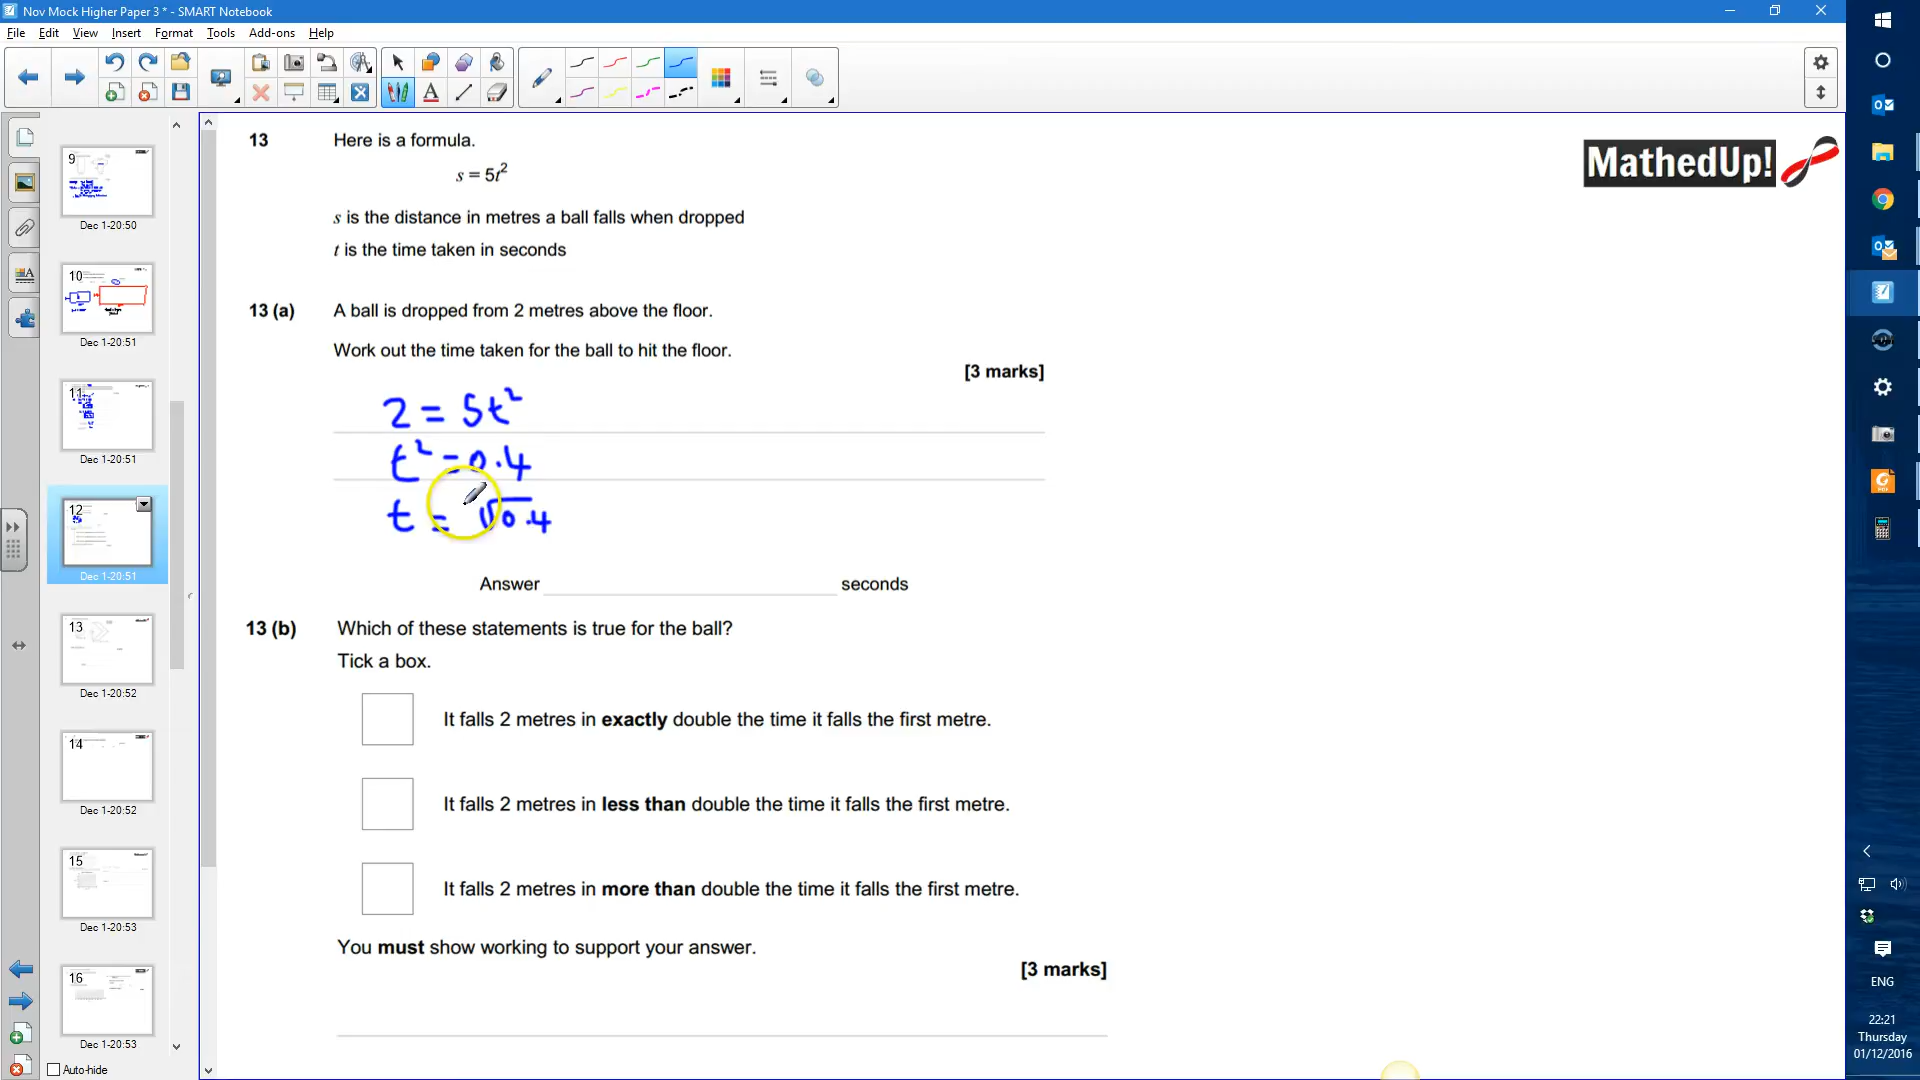 Nov Mock Higher Paper 3 * - SMART Notebook
File Edit View Insert Format Tools Add-ons Help
9
Dec 1-20:50
10
Dec 1-20:51
11
Dec 1-20:51
12
Dec 1-20:51
13
Dec 1-20:52
14
Dec 1-20:52
15
Dec 1-20:53
16
Dec 1-20:53
Auto-hide
MathedUp!
13 Here is a formula.
s = 5t²
s is the distance in metres a ball falls when dropped
t is the time taken in seconds
13 (a) A ball is dropped from 2 metres above the floor.
Work out the time taken for the ball to hit the floor.
[3 marks]
2 = 5t²
t² = 0.4
t = √0.4
Answer seconds
13 (b) Which of these statements is true for the ball?
Tick a box.
It falls 2 metres in exactly double the time it falls the first metre.
It falls 2 metres in less than double the time it falls the first metre.
It falls 2 metres in more than double the time it falls the first metre.
You must show working to support your answer.
[3 marks]
ENG
22:21
Thursday
01/12/2016